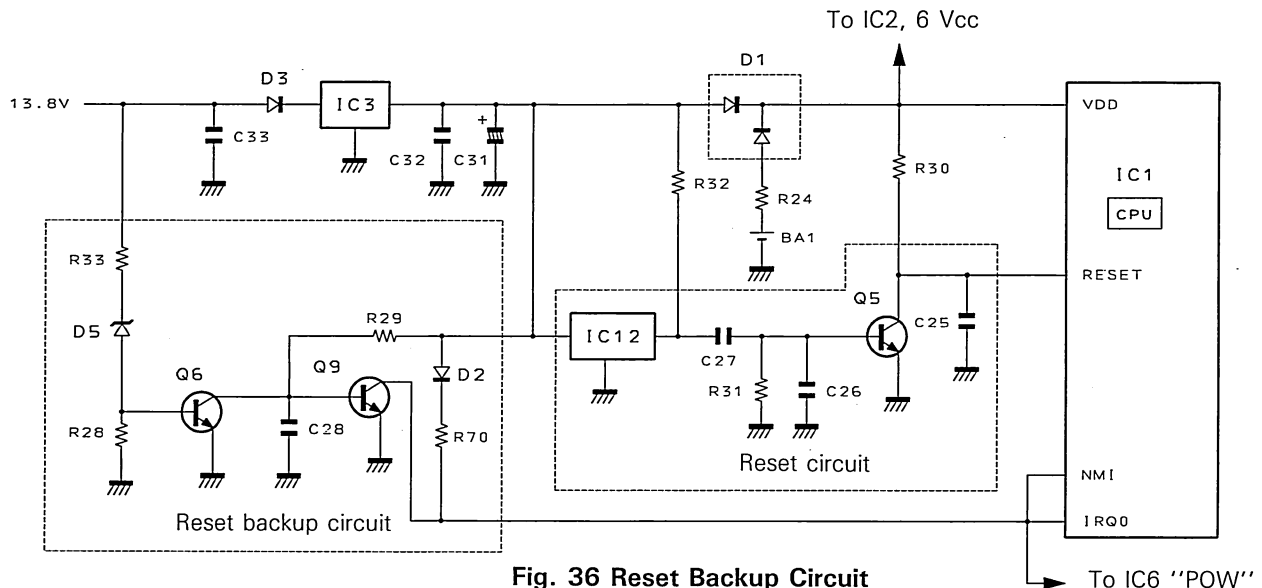 To IC2, 6 Vcc
D1
D3
13.8V
IC3
VDD
C33
C32
C31
+
R32
R24
R30
IC1
CPU
BA1
R33
RESET
Q5
D5
R29
IC12
C25
C27
Q6
Q9
D2
R31
C26
R28
C28
R70
Reset circuit
NMI
Reset backup circuit
IRQ0
Fig. 36 Reset Backup Circuit
To IC6 "POW"